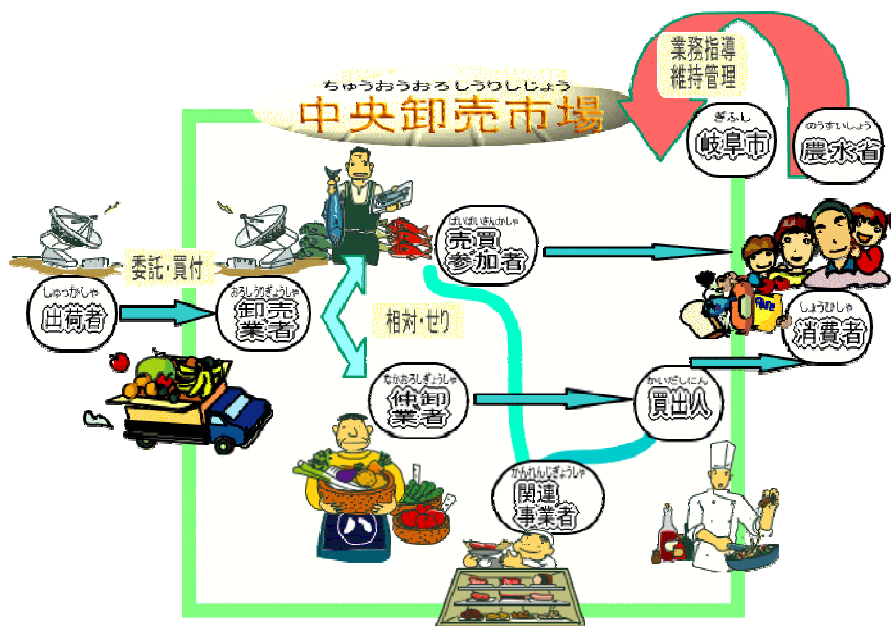 ちゅうおうおろしうりしじょう
中央卸売市場
業務指導
維持管理
ぎふし
岐阜市
のうすいしょう
農水省
ばいばいさんかしゃ
売買
参加者
委託・買付
しゅっかしゃ
出荷者
おろしうりぎょうしゃ
卸売
業者
相対・せり
しょうひしゃ
消費者
なかおろしぎょうしゃ
仲卸
業者
かいだしにん
買出人
かんれんじぎょうしゃ
関連
事業者